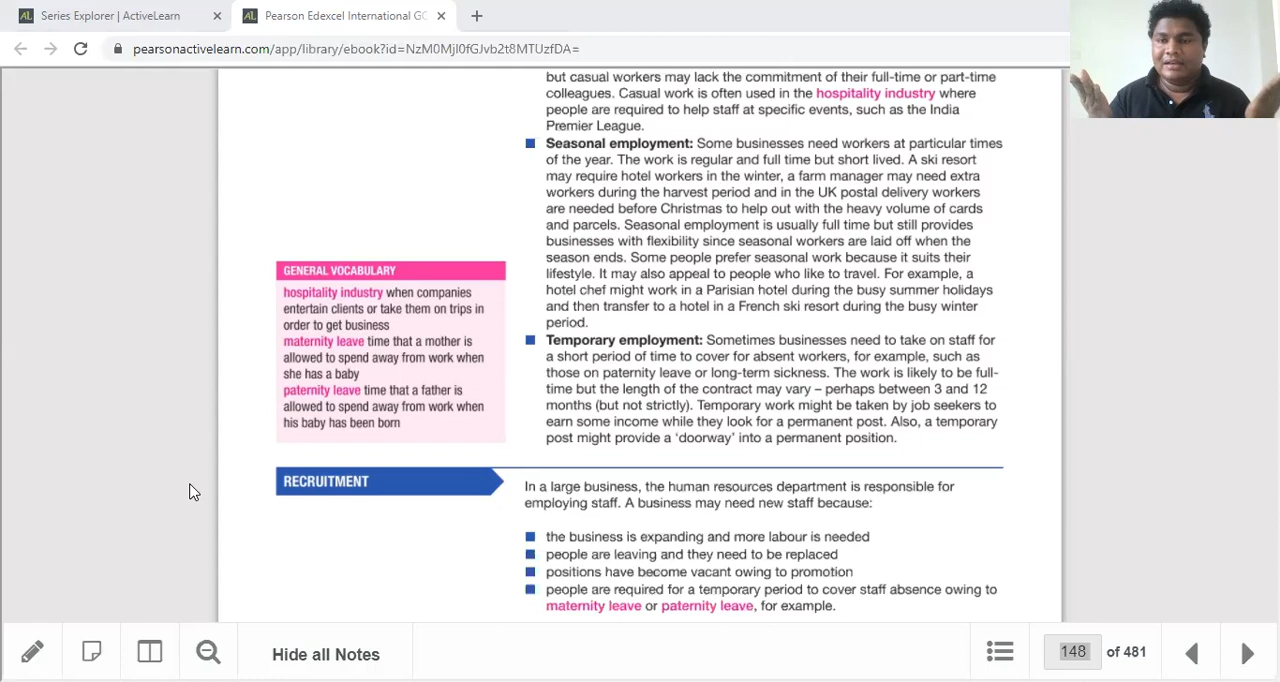 Series Explorer | ActiveLearn
Pearson Edexcel International GC
pearsonactivelearn.com/app/library/ebook?id=NzM0MjI0fGJvb2t8MTUzfDA=
but casual workers may lack the commitment of their full-time or part-time
colleagues. Casual work is often used in the hospitality industry where
people are required to help staff at specific events, such as the India
Premier League.
Seasonal employment: Some businesses need workers at particular times
of the year. The work is regular and full time but short lived. A ski resort
may require hotel workers in the winter, a farm manager may need extra
workers during the harvest period and in the UK postal delivery workers
are needed before Christmas to help out with the heavy volume of cards
and parcels. Seasonal employment is usually full time but still provides
businesses with flexibility since seasonal workers are laid off when the
season ends. Some people prefer seasonal work because it suits their
lifestyle. It may also appeal to people who like to travel. For example, a
hotel chef might work in a Parisian hotel during the busy summer holidays
and then transfer to a hotel in a French ski resort during the busy winter
period.
Temporary employment: Sometimes businesses need to take on staff for
a short period of time to cover for absent workers, for example, such as
those on paternity leave or long-term sickness. The work is likely to be full-
time but the length of the contract may vary – perhaps between 3 and 12
months (but not strictly). Temporary work might be taken by job seekers to
earn some income while they look for a permanent post. Also, a temporary
post might provide a 'doorway' into a permanent position.
GENERAL VOCABULARY
hospitality industry when companies
entertain clients or take them on trips in
order to get business
maternity leave time that a mother is
allowed to spend away from work when
she has a baby
paternity leave time that a father is
allowed to spend away from work when
his baby has been born
RECRUITMENT
In a large business, the human resources department is responsible for
employing staff. A business may need new staff because:
the business is expanding and more labour is needed
people are leaving and they need to be replaced
positions have become vacant owing to promotion
people are required for a temporary period to cover staff absence owing to
maternity leave or paternity leave, for example.
Hide all Notes
148 of 481